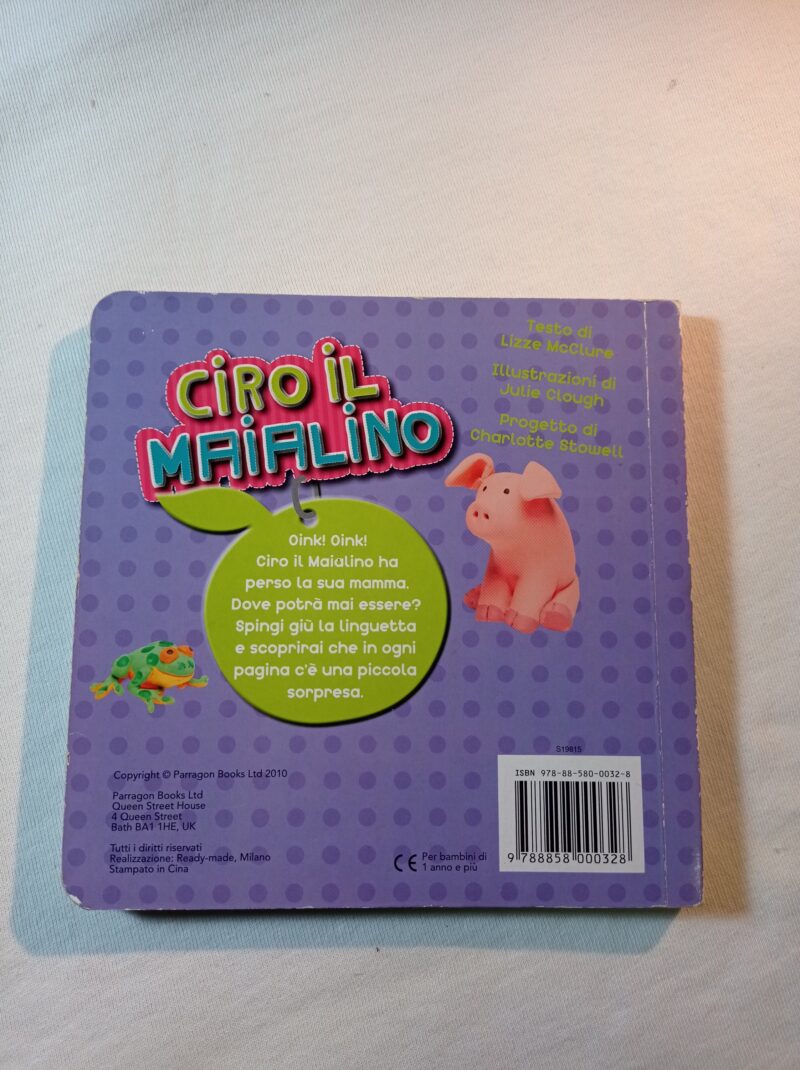 CIRO IL
MAIALINO
Testo di
Lizze McClure
Illustrazioni di
Julie Clough
Progetto di
Charlotte Stowell
Oink! Oink!
Ciro il Maialino ha
perso la sua mamma.
Dove potrà mai essere?
Spingi giù la linguetta
e scoprirai che in ogni
pagina c'è una piccola
sorpresa.
Copyright © Parragon Books Ltd 2010
Parragon Books Ltd
Queen Street House
4 Queen Street
Bath BA1 1HE, UK
Tutti i diritti riservati
Realizzazione: Ready-made, Milano
Stampato in Cina
CE
Per bambini di
1 anno e più
S19815
ISBN 978-88-580-0032-8
9 788858 000328